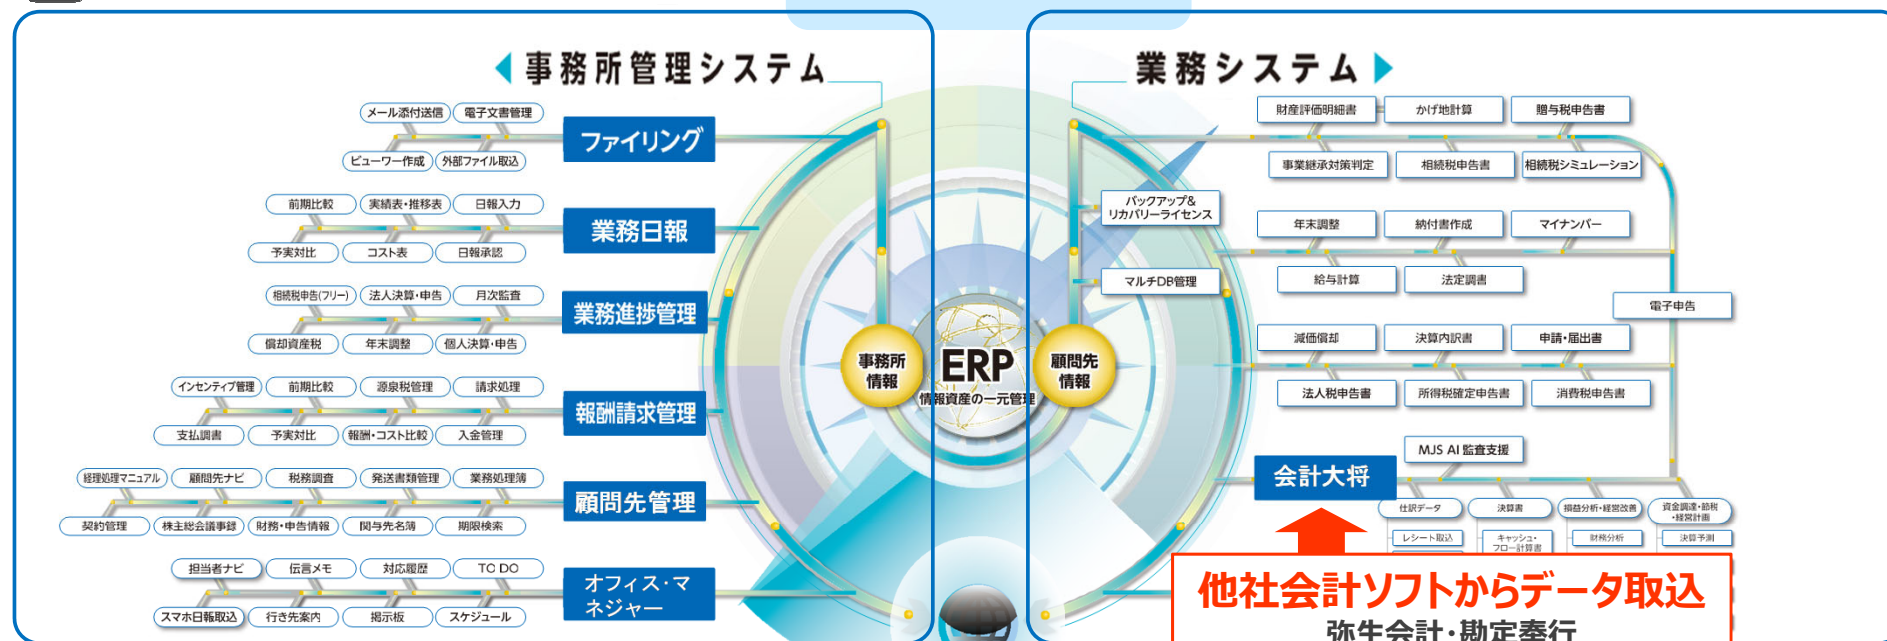 事務所管理システム
メール添付送信
電子文書管理
ファイリング
ビューワー作成
外部ファイル取込
前期比較
実績表・推移表
日報入力
業務日報
予実対比
コスト表
日報承認
相続税申告(フリー)
法人決算・申告
月次監査
業務進捗管理
償却資産税
年末調整
個人決算・申告
インセンティブ管理
前期比較
源泉税管理
請求処理
報酬請求管理
支払調書
予実対比
報酬・コスト比較
入金管理
経理処理マニュアル
顧問先ナビ
税務調査
発送書類管理
業務処理簿
顧問先管理
契約管理
株主総会議事録
財務・申告情報
関与先名簿
期限検索
担当者ナビ
伝言メモ
対応履歴
TO DO
オフィス・マ
ネジャー
スマホ日報取込
行き先案内
掲示板
スケジュール
事務所
情報
ERP
情報資産の一元管理
顧問先
情報
業務システム
財産評価明細書
かげ地計算
贈与税申告書
事業継承対策判定
相続税申告書
相続税シミュレーション
バックアップ&
リカバリーライセンス
年末調整
納付書作成
マイナンバー
マルチDB管理
給与計算
法定調書
電子申告
減価償却
決算内訳書
申請・届出書
法人税申告書
所得税確定申告書
消費税申告書
MJS AI 監査支援
会計大将
仕訳データ
決算書
損益分析・経営改善
資金調達・節税
・経営計画
レシート取込
キャッシュ・
フロー計算書
財務分析
決算予測
他社会計ソフトからデータ取込
弥生会計・勘定奉行